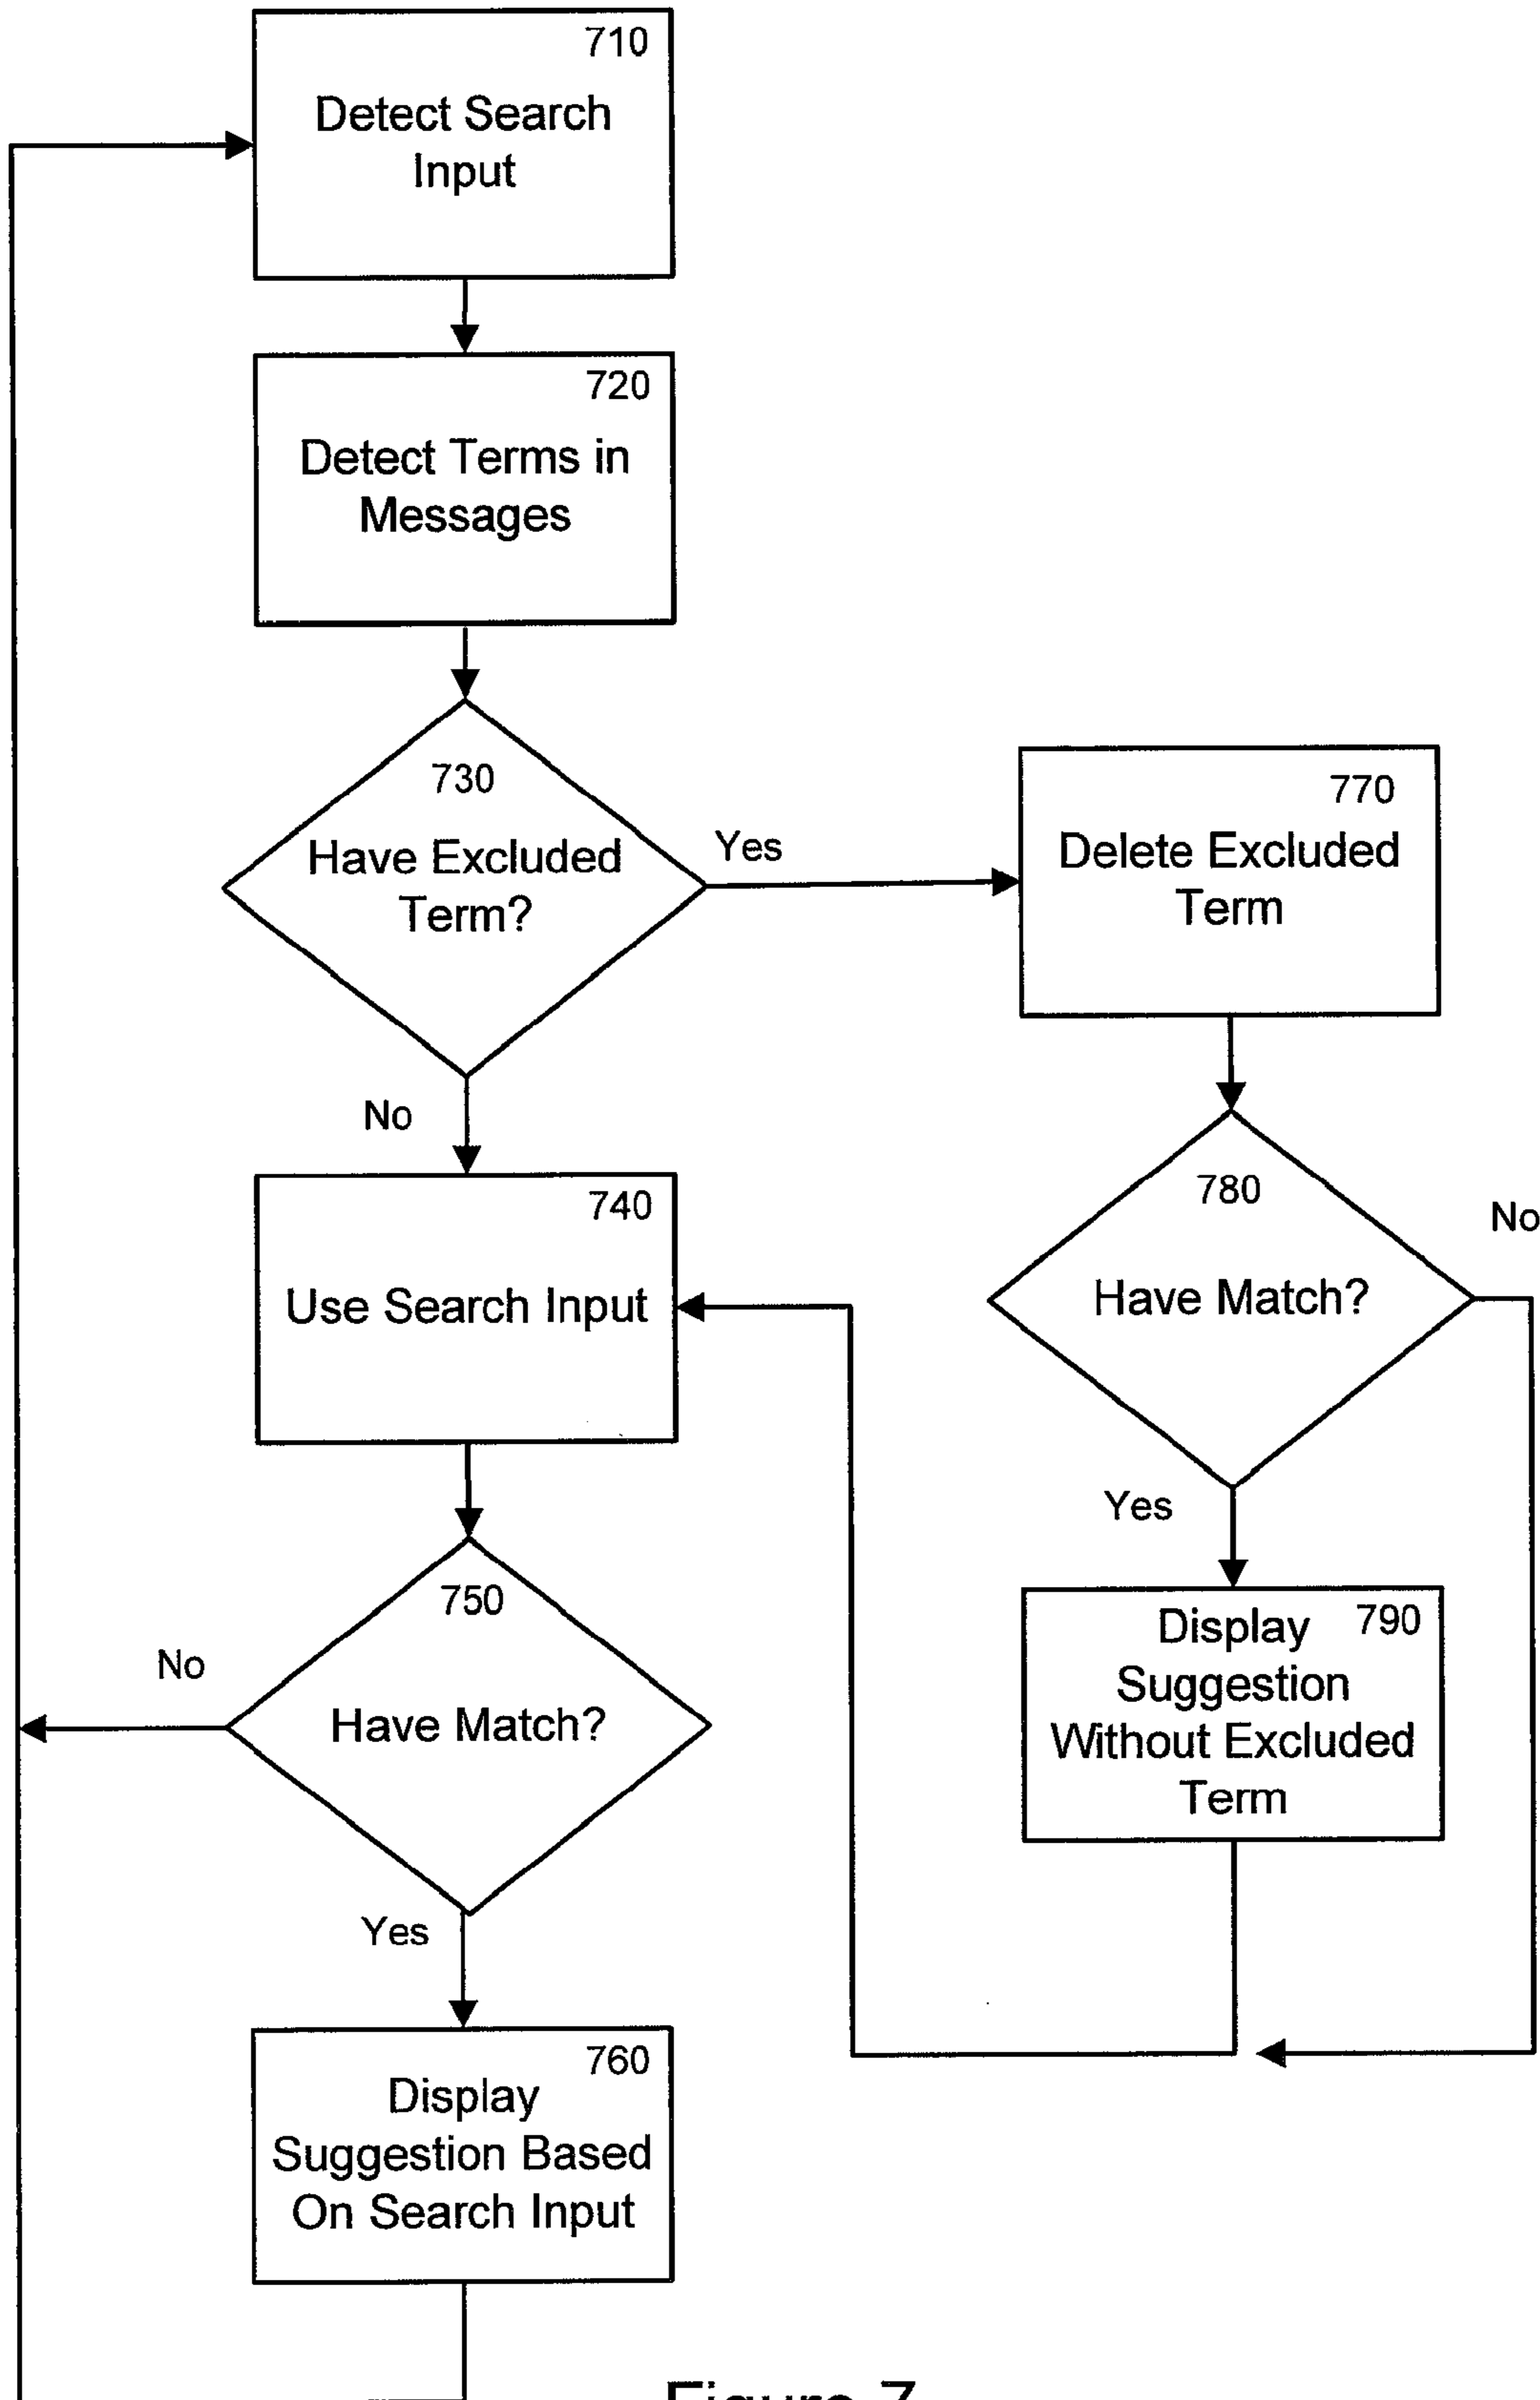 710
Detect Search
Input
720
Detect Terms in
Messages
730
Have Excluded
Term?
Yes
No
770
Delete Excluded
Term
740
Use Search Input
780
Have Match?
No
Yes
750
Have Match?
No
Yes
790
Display
Suggestion
Without Excluded
Term
760
Display
Suggestion Based
On Search Input
Figure 7